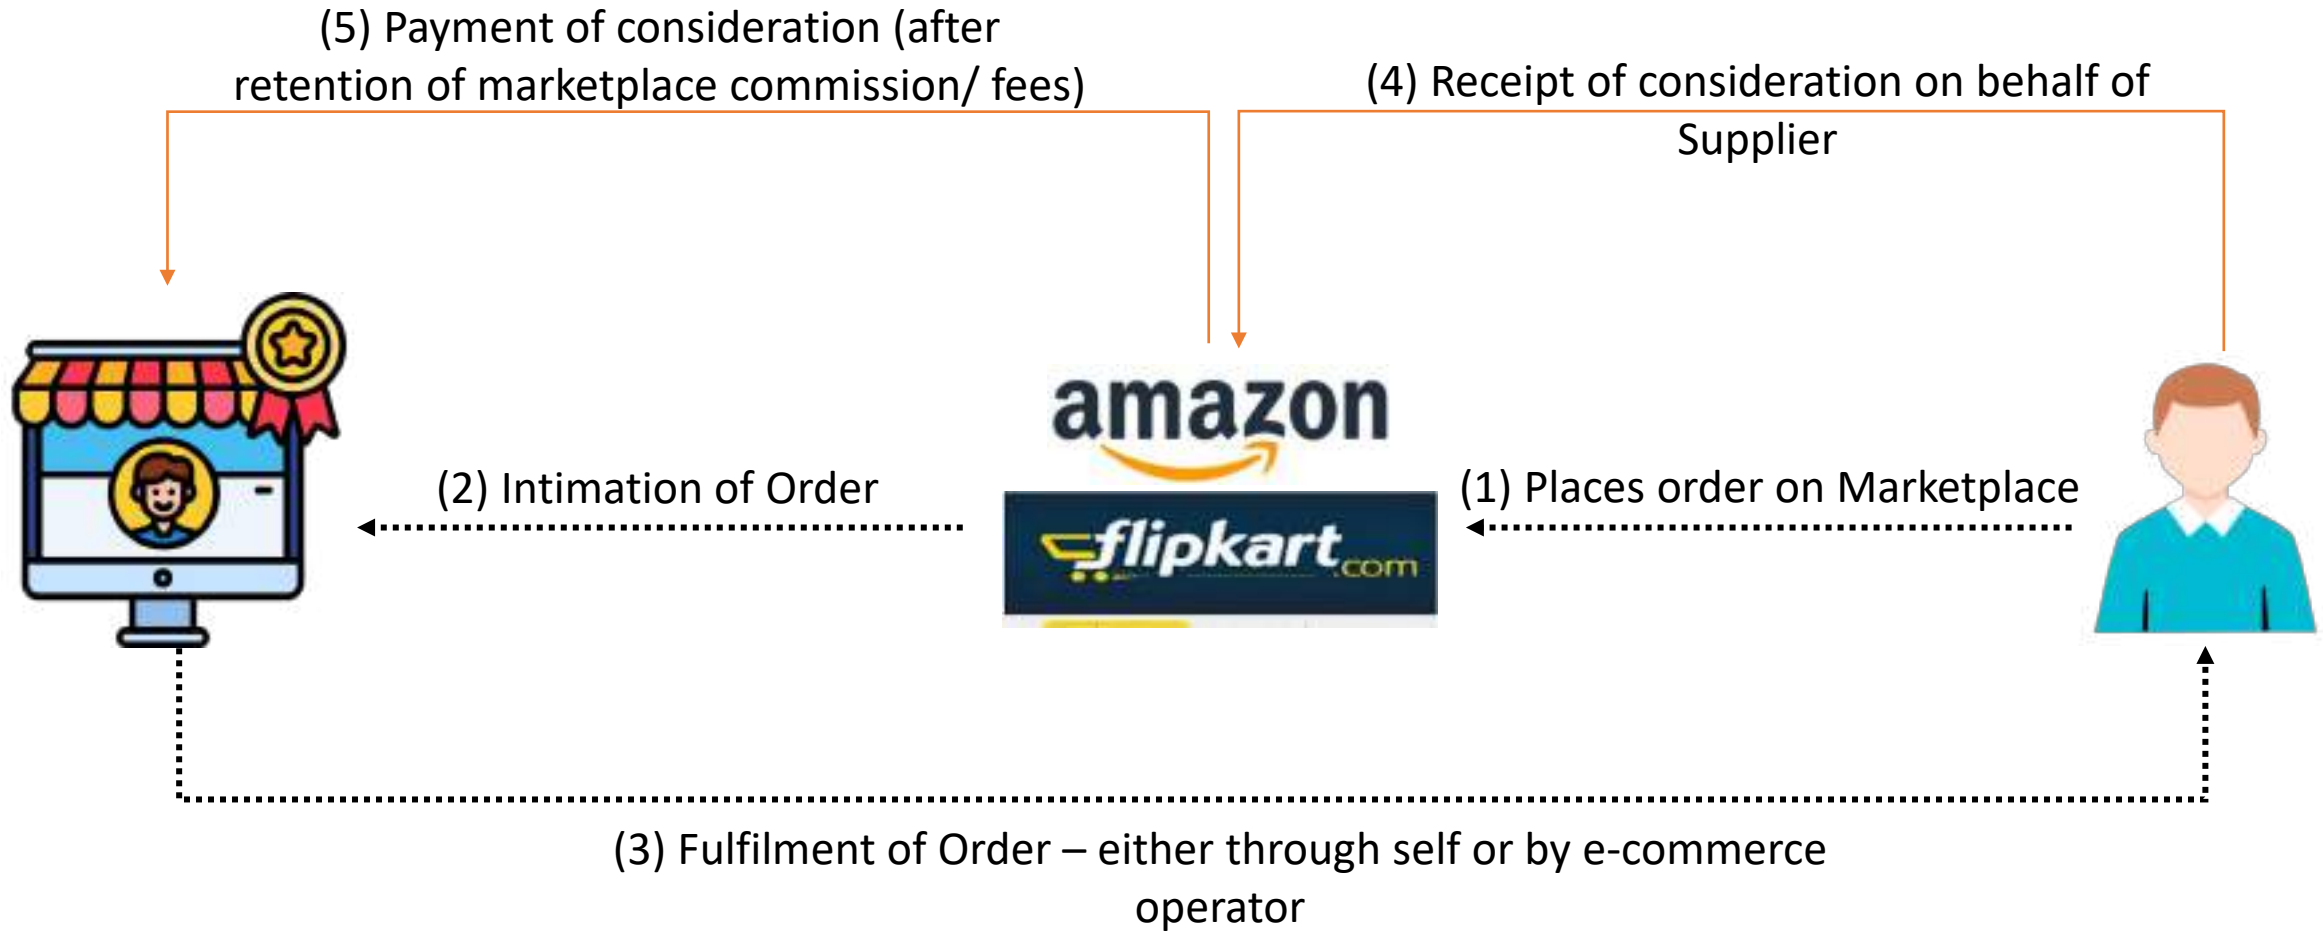 (5) Payment of consideration (after
retention of marketplace commission/ fees)
(4) Receipt of consideration on behalf of
Supplier
amazon
(2) Intimation of Order
(1) Places order on Marketplace
flipkart.com
(3) Fulfilment of Order – either through self or by e-commerce
operator